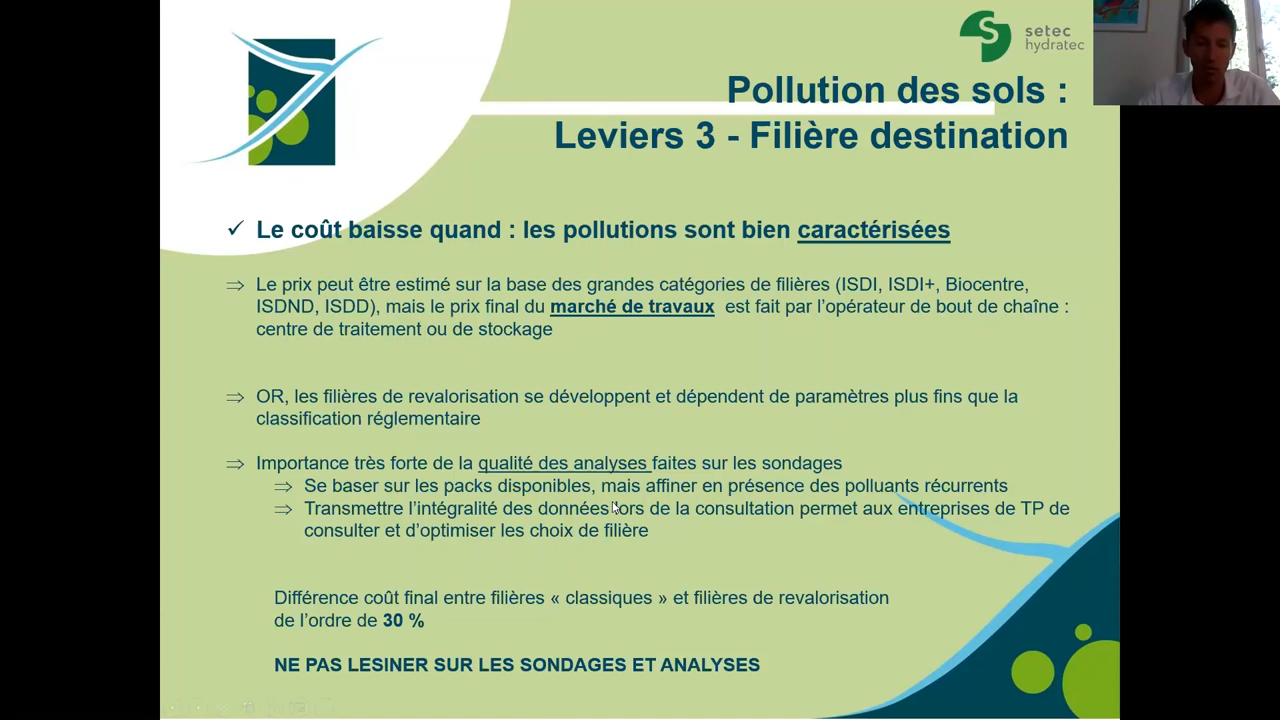 setec
hydratec
Pollution des sols :
Leviers 3 - Filière destination
✓ Le coût baisse quand : les pollutions sont bien caractérisées
⇒ Le prix peut être estimé sur la base des grandes catégories de filières (ISDI, ISDI+, Biocentre,
ISDND, ISDD), mais le prix final du marché de travaux est fait par l’opérateur de bout de chaîne :
centre de traitement ou de stockage
⇒ OR, les filières de revalorisation se développent et dépendent de paramètres plus fins que la
classification réglementaire
⇒ Importance très forte de la qualité des analyses faites sur les sondages
⇒ Se baser sur les packs disponibles, mais affiner en présence des polluants récurrents
⇒ Transmettre l’intégralité des données lors de la consultation permet aux entreprises de TP de
consulter et d’optimiser les choix de filière
Différence coût final entre filières « classiques » et filières de revalorisation
de l’ordre de 30 %
NE PAS LESINER SUR LES SONDAGES ET ANALYSES